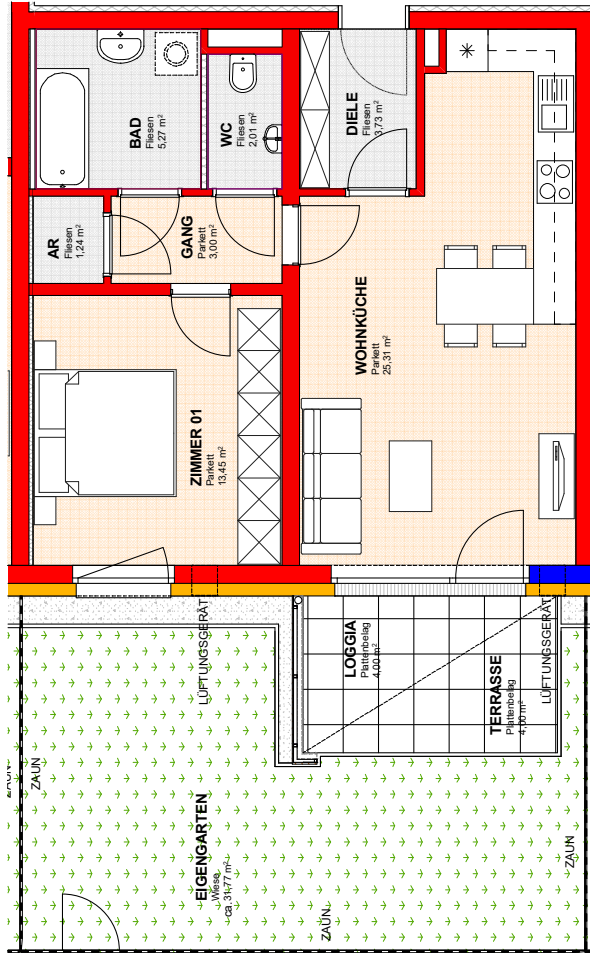 BAD
Fliesen
5,27 m²
WC
Fliesen
2,01 m²
DIELE
Fliesen
3,73 m²
AR
Fliesen
1,24 m²
GANG
Parkett
3,00 m²
WOHNKÜCHE
Parkett
25,31 m²
ZIMMER 01
Parkett
13,45 m²
LÜFTUNGSGERÄT
LOGGIA
Plattenbelag
4,00 m²
TERRASSE
Plattenbelag
4,00 m²
LÜFTUNGSGERÄT
ZAUN
ZAUN
EIGENGARTEN
Wiese
ca. 31,77 m²
ZAUN
ZAUN